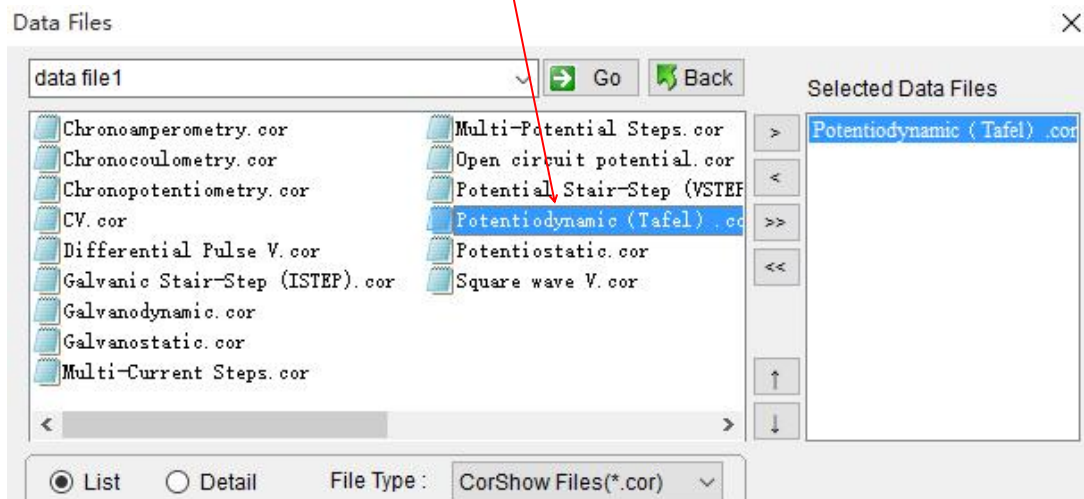 Data Files
data file1
Go
Back
Selected Data Files
Chronoamperometry.cor
Chronocoulometry.cor
Chronopotentiometry.cor
CV.cor
Differential Pulse V.cor
Galvanic Stair-Step (ISTEP).cor
Galvanodynamic.cor
Galvanostatic.cor
Multi-Current Steps.cor
Multi-Potential Steps.cor
Open circuit potential.cor
Potential Stair-Step (VSTEP
Potentiodynamic (Tafel) .co
Potentiostatic.cor
Square wave V.cor
>
<
>>
<<
↑
↓
Potentiodynamic (Tafel) .cor
List
Detail
File Type :
CorShow Files(*.cor)